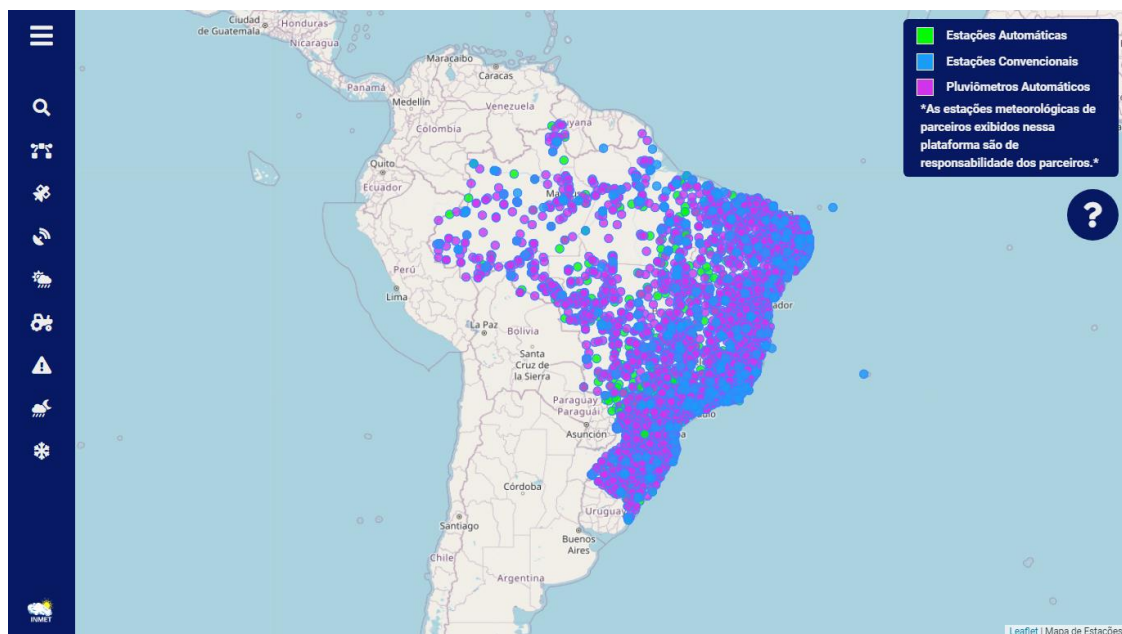 Ciudad
de Guatemala
Honduras
Nicaragua
Maracaibo
Caracas
Panamá
Medellín
Venezuela
Colombia
Quito
Ecuador
Perú
Lima
La Paz
Bolivia
Santa
Cruz de
la Sierra
Paraguay
Paraguái
Asunción
Córdoba
Uruguay
Santiago
Buenos
Aires
Chile
Argentina
Estações Automáticas
Estações Convencionais
Pluviômetros Automáticos
*As estações meteorológicas de
parceiros exibidos nessa
plataforma são de
responsabilidade dos parceiros.*
?
INMET
Leaflet | Mapa de Estações